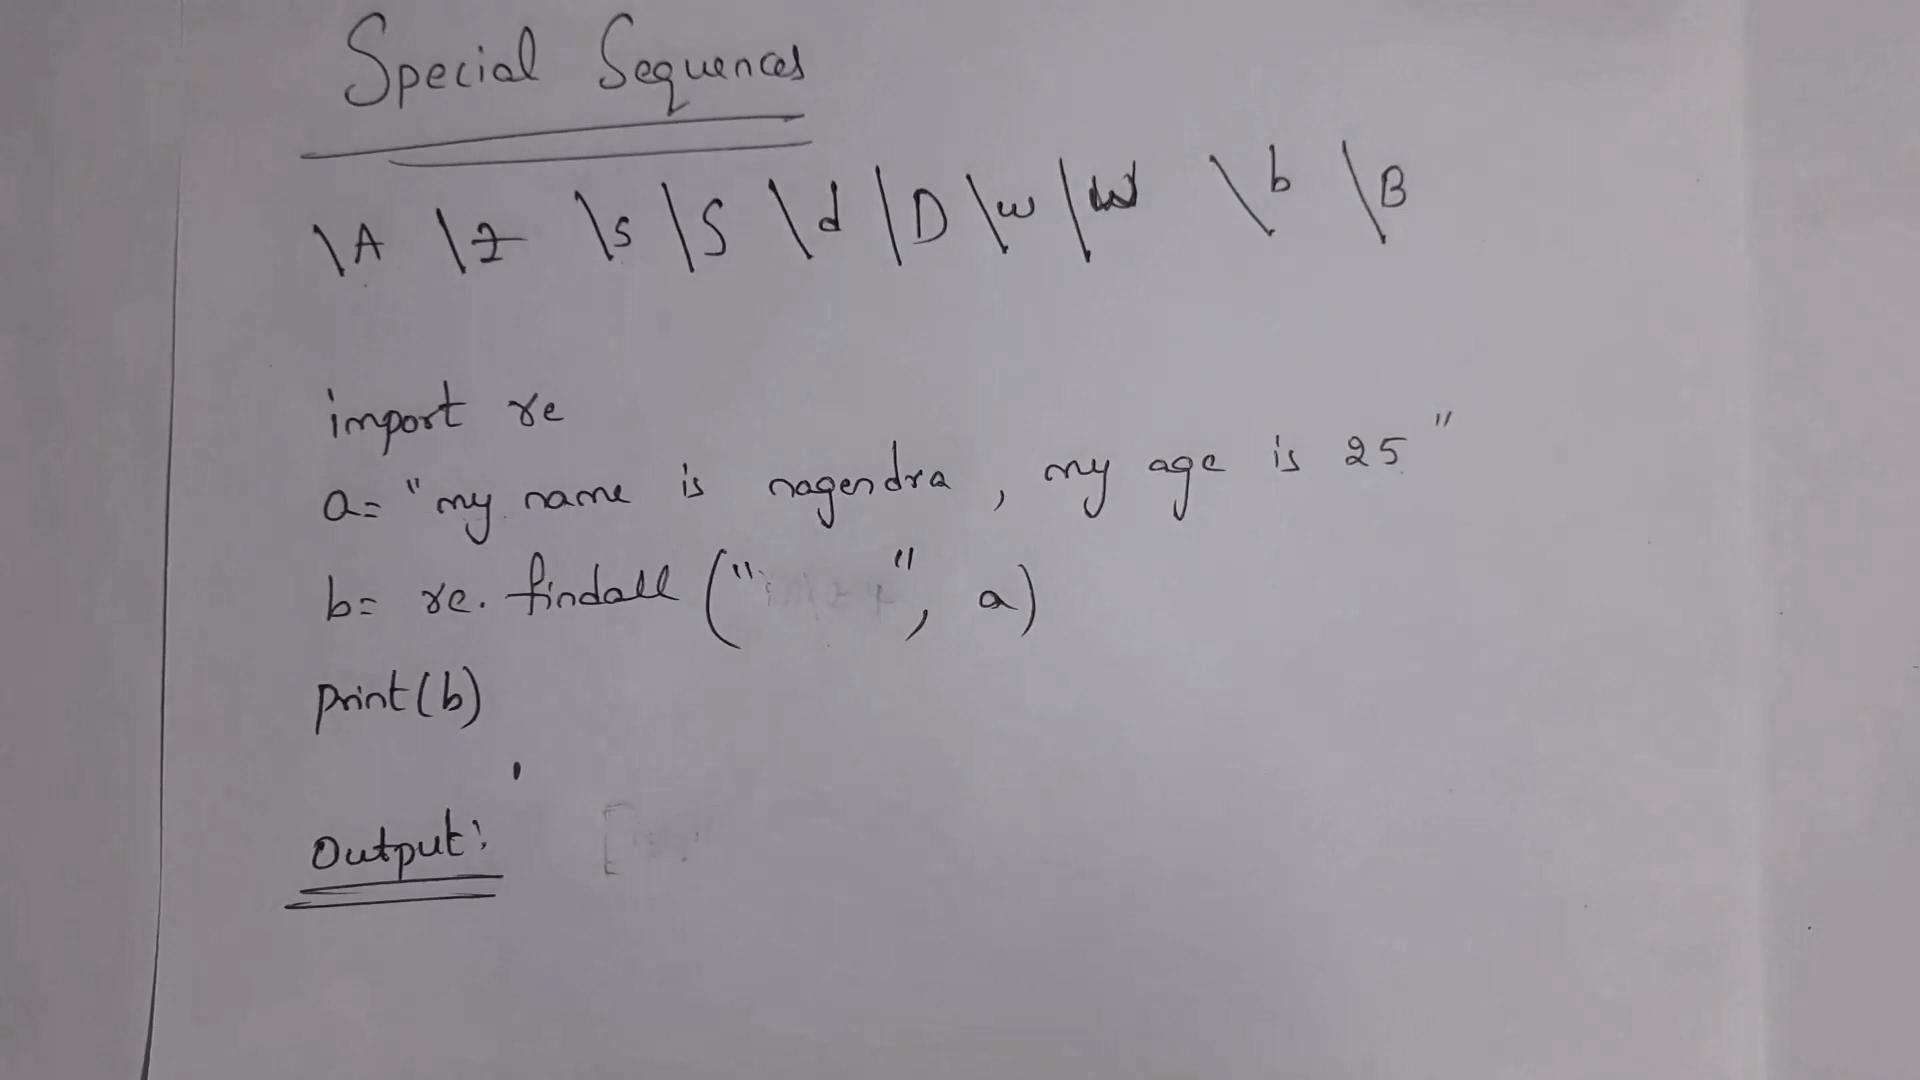 Special Sequences
\A \Z \s \S \d \D \w \W \b \B
import re
a= "my name is nagendra, my age is 25"
b= re.findall(" ", a)
print(b)
Output: